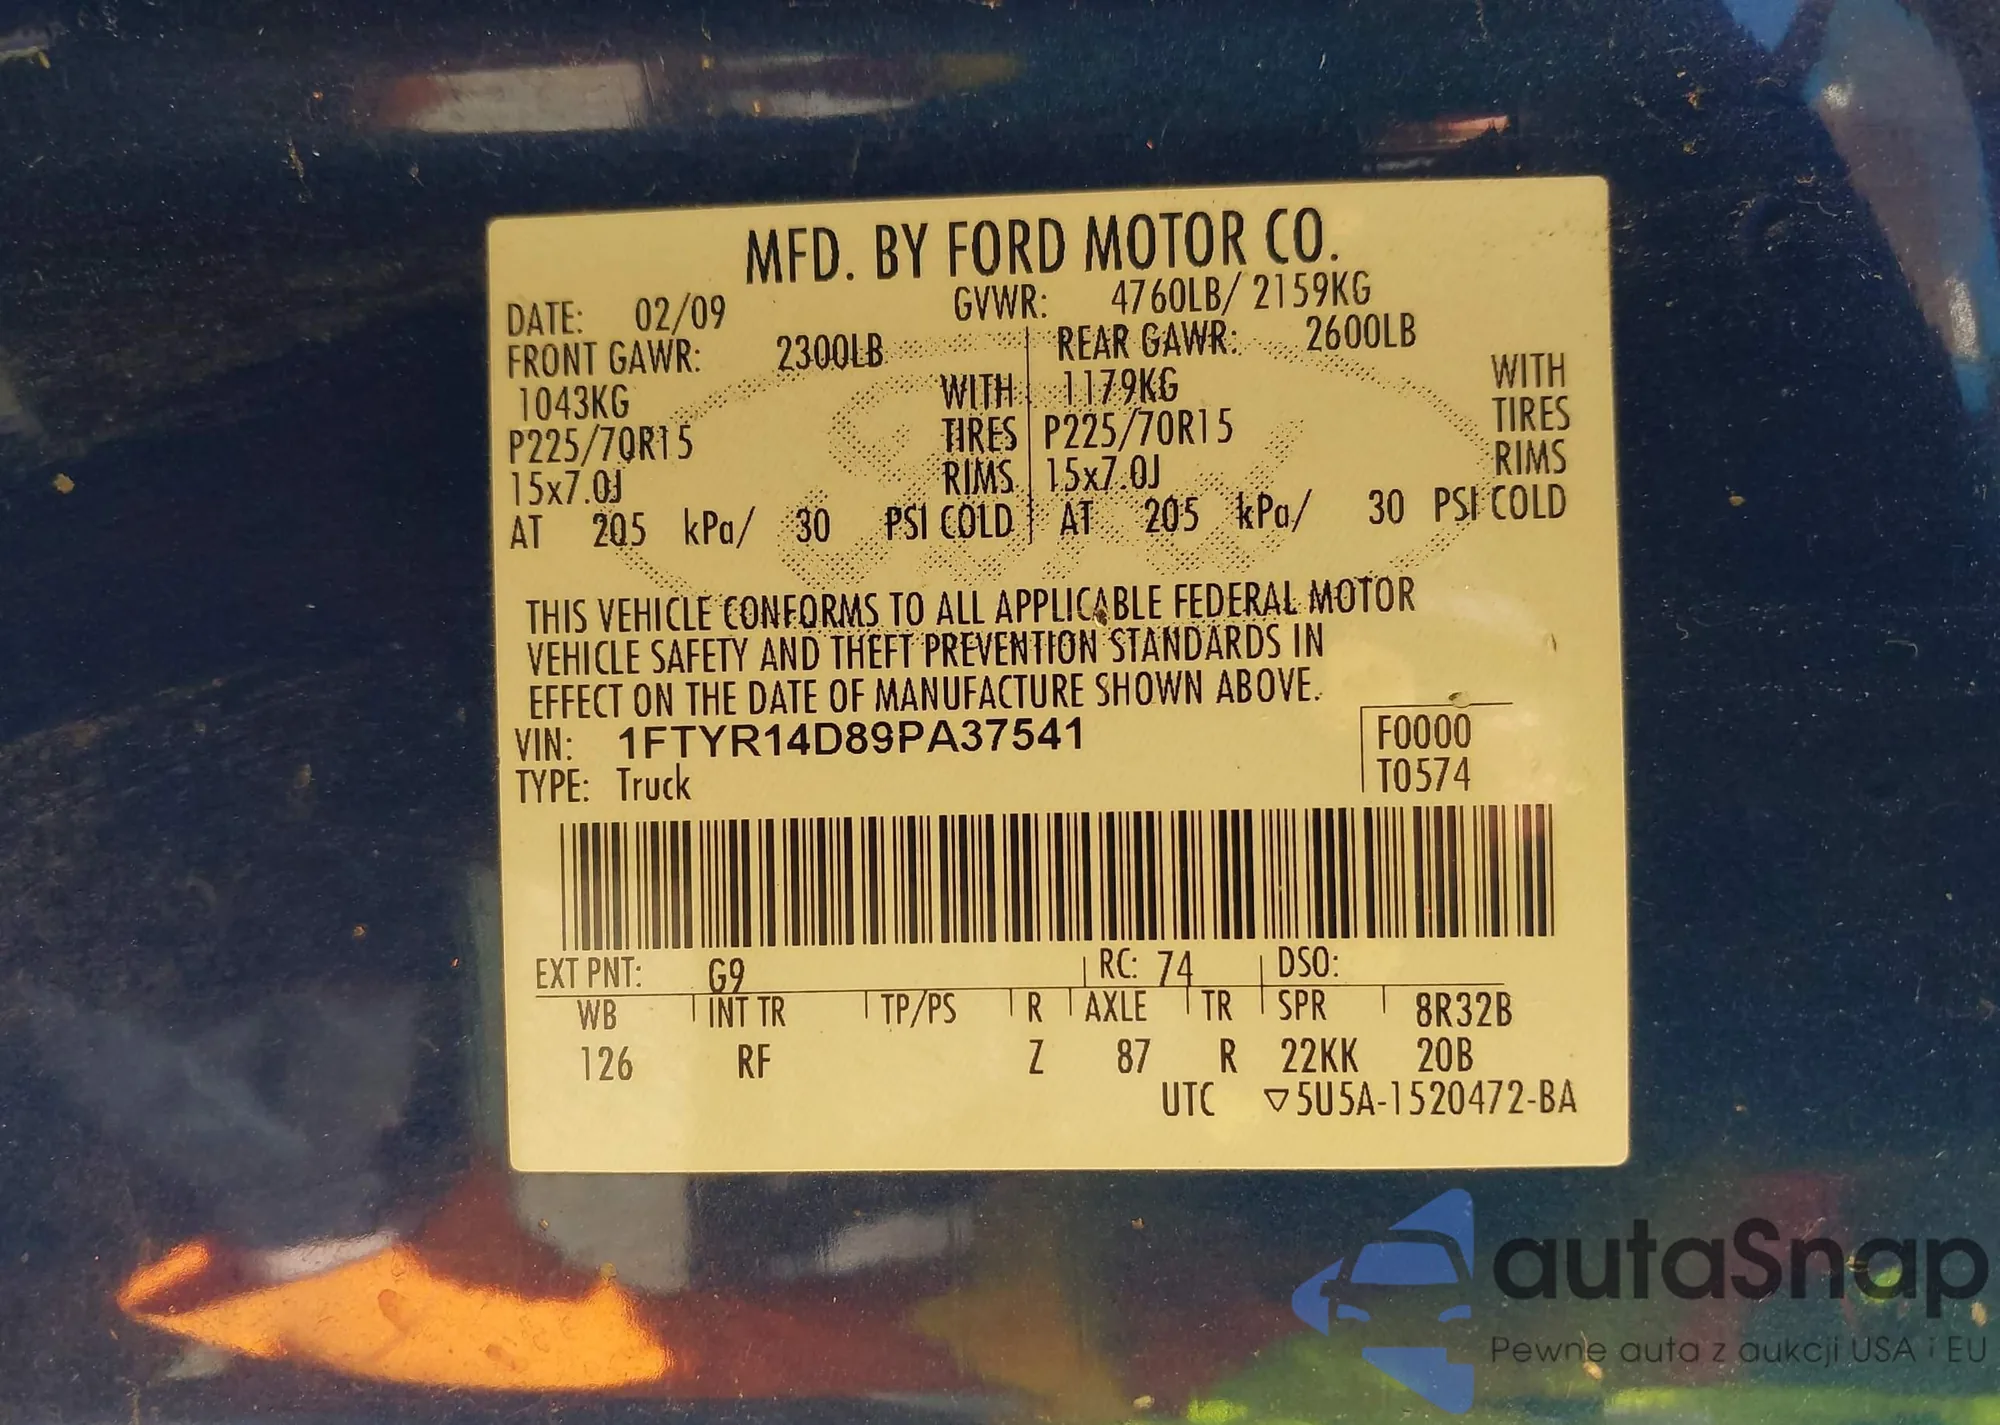 MFD. BY FORD MOTOR CO.
DATE: 02/09 GVWR: 4760LB/ 2159KG
FRONT GAWR: 2300LB REAR GAWR: 2600LB
1043KG WITH 1179KG WITH
P225/70R15 TIRES P225/70R15 TIRES
15x7.0J RIMS 15x7.0J RIMS
AT 205 kPa/ 30 PSI COLD AT 205 kPa/ 30 PSI COLD
THIS VEHICLE CONFORMS TO ALL APPLICABLE FEDERAL MOTOR
VEHICLE SAFETY AND THEFT PREVENTION STANDARDS IN
EFFECT ON THE DATE OF MANUFACTURE SHOWN ABOVE.
VIN: 1FTYR14D89PA37541 F0000
TYPE: Truck T0574
EXT PNT: G9 RC: 74 DSO:
WB INT TR TP/PS R AXLE TR SPR 8R32B
126 RF Z 87 R 22KK 20B
UTC ▽5U5A-1520472-BA
autaSnap
Pewne auta z aukcji USA i EU